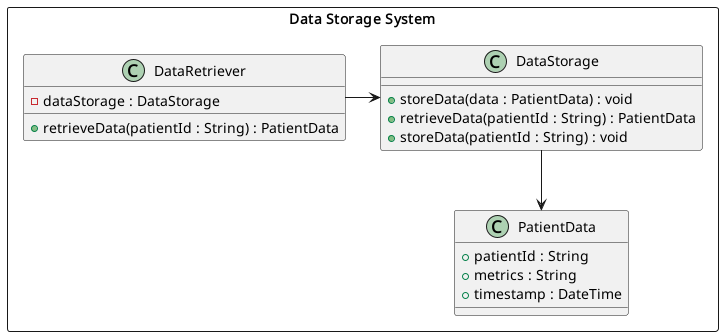 Data Storage System
C DataRetriever
dataStorage : DataStorage
retrieveData(patientId : String) : PatientData
C DataStorage
storeData(data : PatientData) : void
retrieveData(patientId : String) : PatientData
storeData(patientId : String) : void
C PatientData
patientId : String
metrics : String
timestamp : DateTime